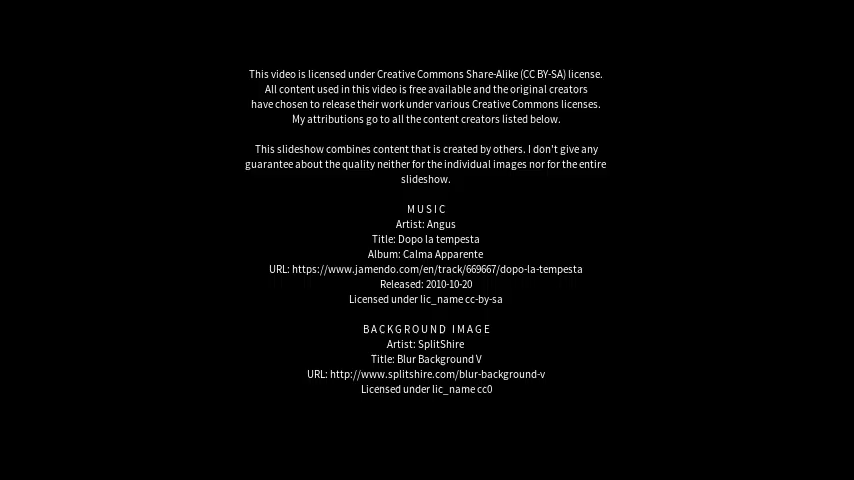 This video is licensed under Creative Commons Share-Alike (CC BY-SA) license.
All content used in this video is free available and the original creators
have chosen to release their work under various Creative Commons licenses.
My attributions go to all the content creators listed below.
This slideshow combines content that is created by others. I don't give any
guarantee about the quality neither for the individual images nor for the entire
slideshow.
MUSIC
Artist: Angus
Title: Dopo la tempesta
Album: Calma Apparente
URL: https://www.jamendo.com/en/track/669667/dopo-la-tempesta
Released: 2010-10-20
Licensed under lic_name cc-by-sa
BACKGROUND IMAGE
Artist: SplitShire
Title: Blur Background V
URL: http://www.splitshire.com/blur-background-v
Licensed under lic_name cc0